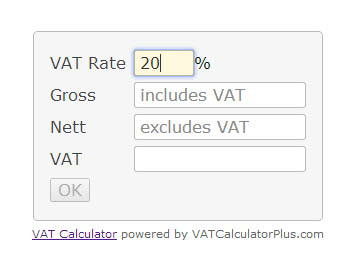 VAT Rate 20 %
Gross includes VAT
Nett excludes VAT
VAT
OK
VAT Calculator powered by VATCalculatorPlus.com